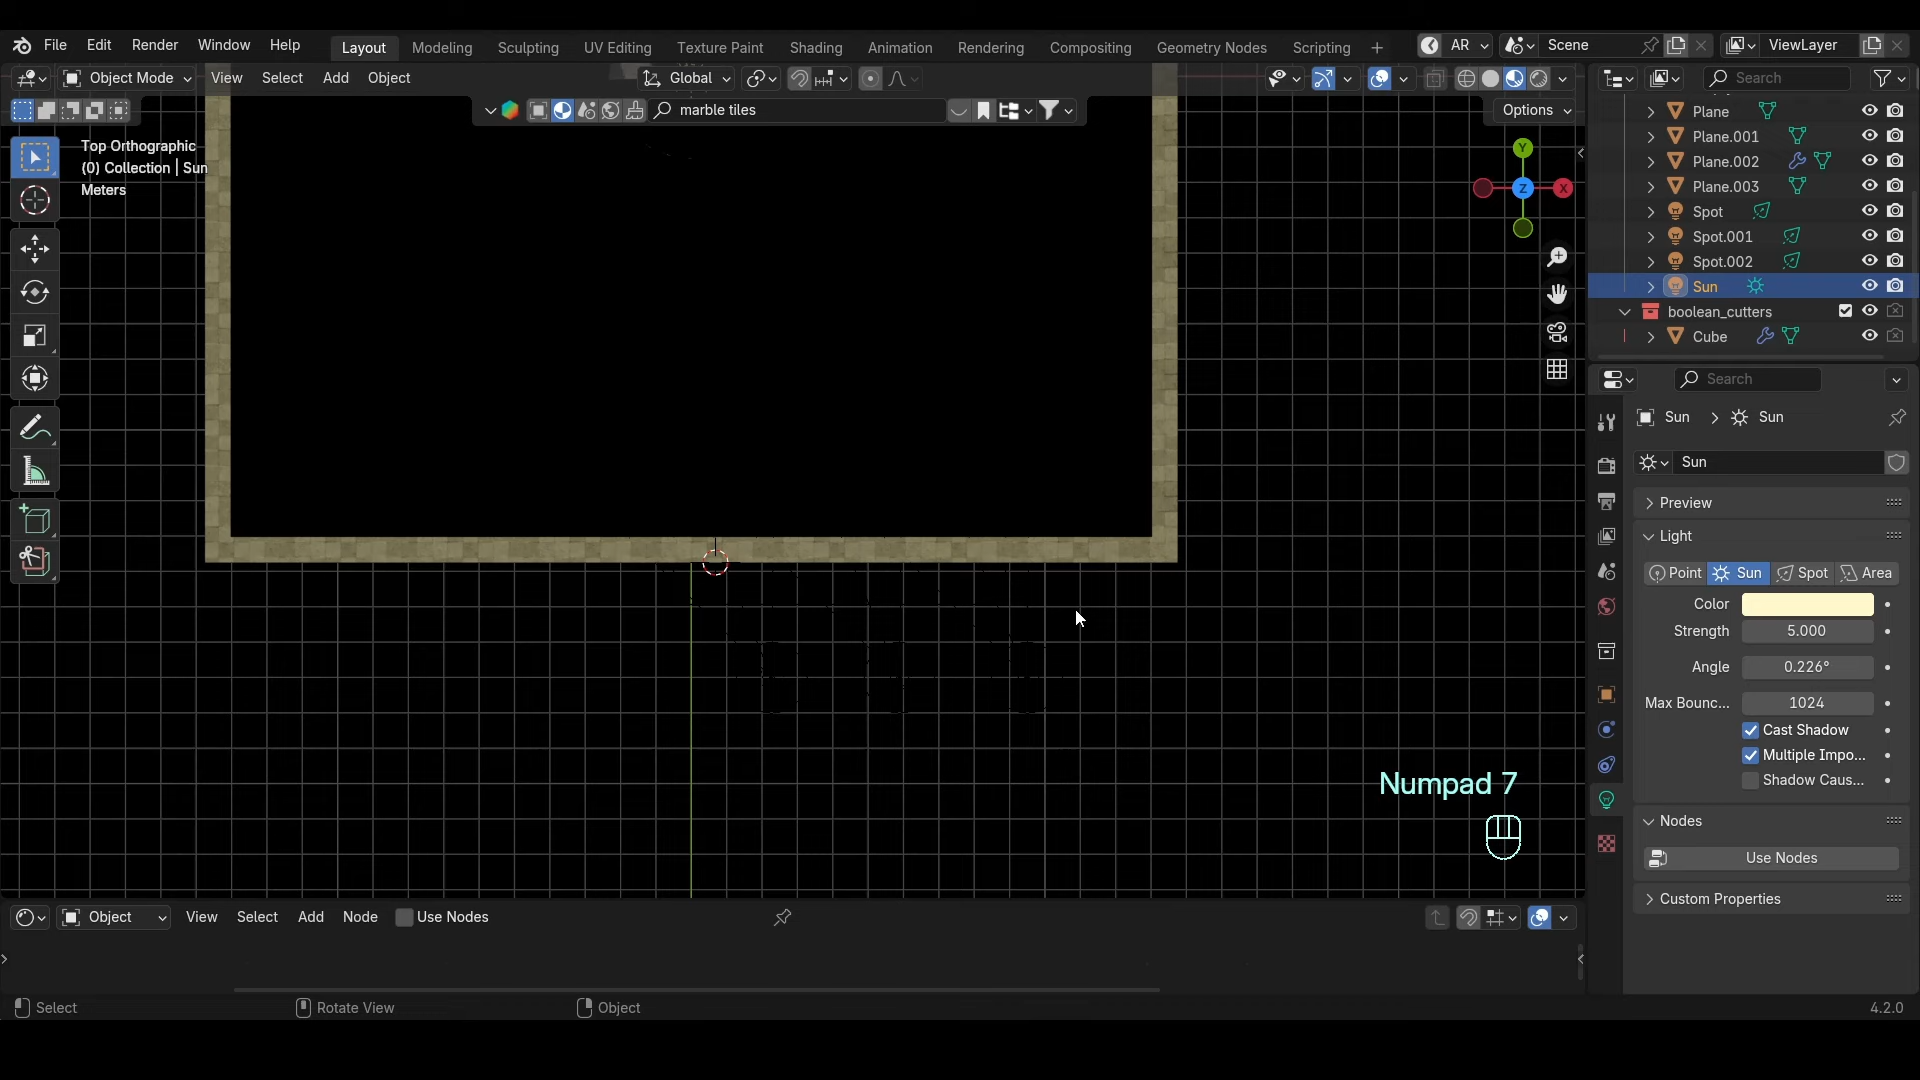 File Edit Render Window Help Layout Modeling Sculpting UV Editing Texture Paint Shading Animation Rendering Compositing Geometry Nodes Scripting + AR Scene ViewLayer
Object Mode View Select Add Object Global Search
marble tiles Options
Top Orthographic
(0) Collection | Sun
Meters
Y
Z X
Plane
Plane.001
Plane.002
Plane.003
Spot
Spot.001
Spot.002
Sun
boolean_cutters
Cube
Search
Sun > Sun
Sun
Preview
Light
Point Sun Spot Area
Color
Strength 5.000
Angle 0.226°
Max Bounc... 1024
Cast Shadow
Multiple Impo...
Shadow Caus...
Nodes
Use Nodes
Custom Properties
Numpad 7
Object View Select Add Node Use Nodes
Select Rotate View Object 4.2.0